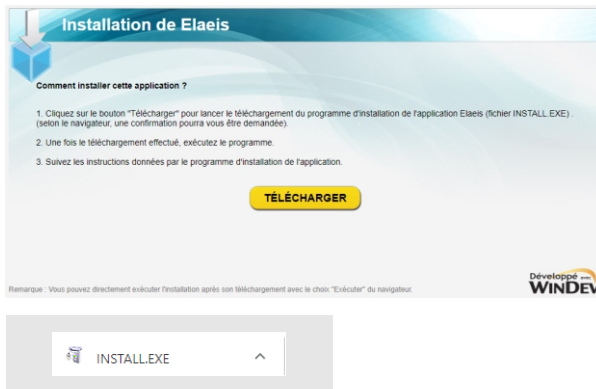 Installation de Elaeis
Comment installer cette application ?
1. Cliquez sur le bouton "Télécharger" pour lancer le téléchargement du programme d'installation de l'application Elaeis (fichier INSTALL.EXE) .
(selon le navigateur, une confirmation pourra vous être demandée).
2. Une fois le téléchargement effectué, exécutez le programme.
3. Suivez les instructions données par le programme d'installation de l'application.
TÉLÉCHARGER
Développé avec
WINDEV
Remarque : Vous pouvez directement exécuter l'installation après son téléchargement avec le choix "Exécuter" du navigateur.
INSTALL.EXE